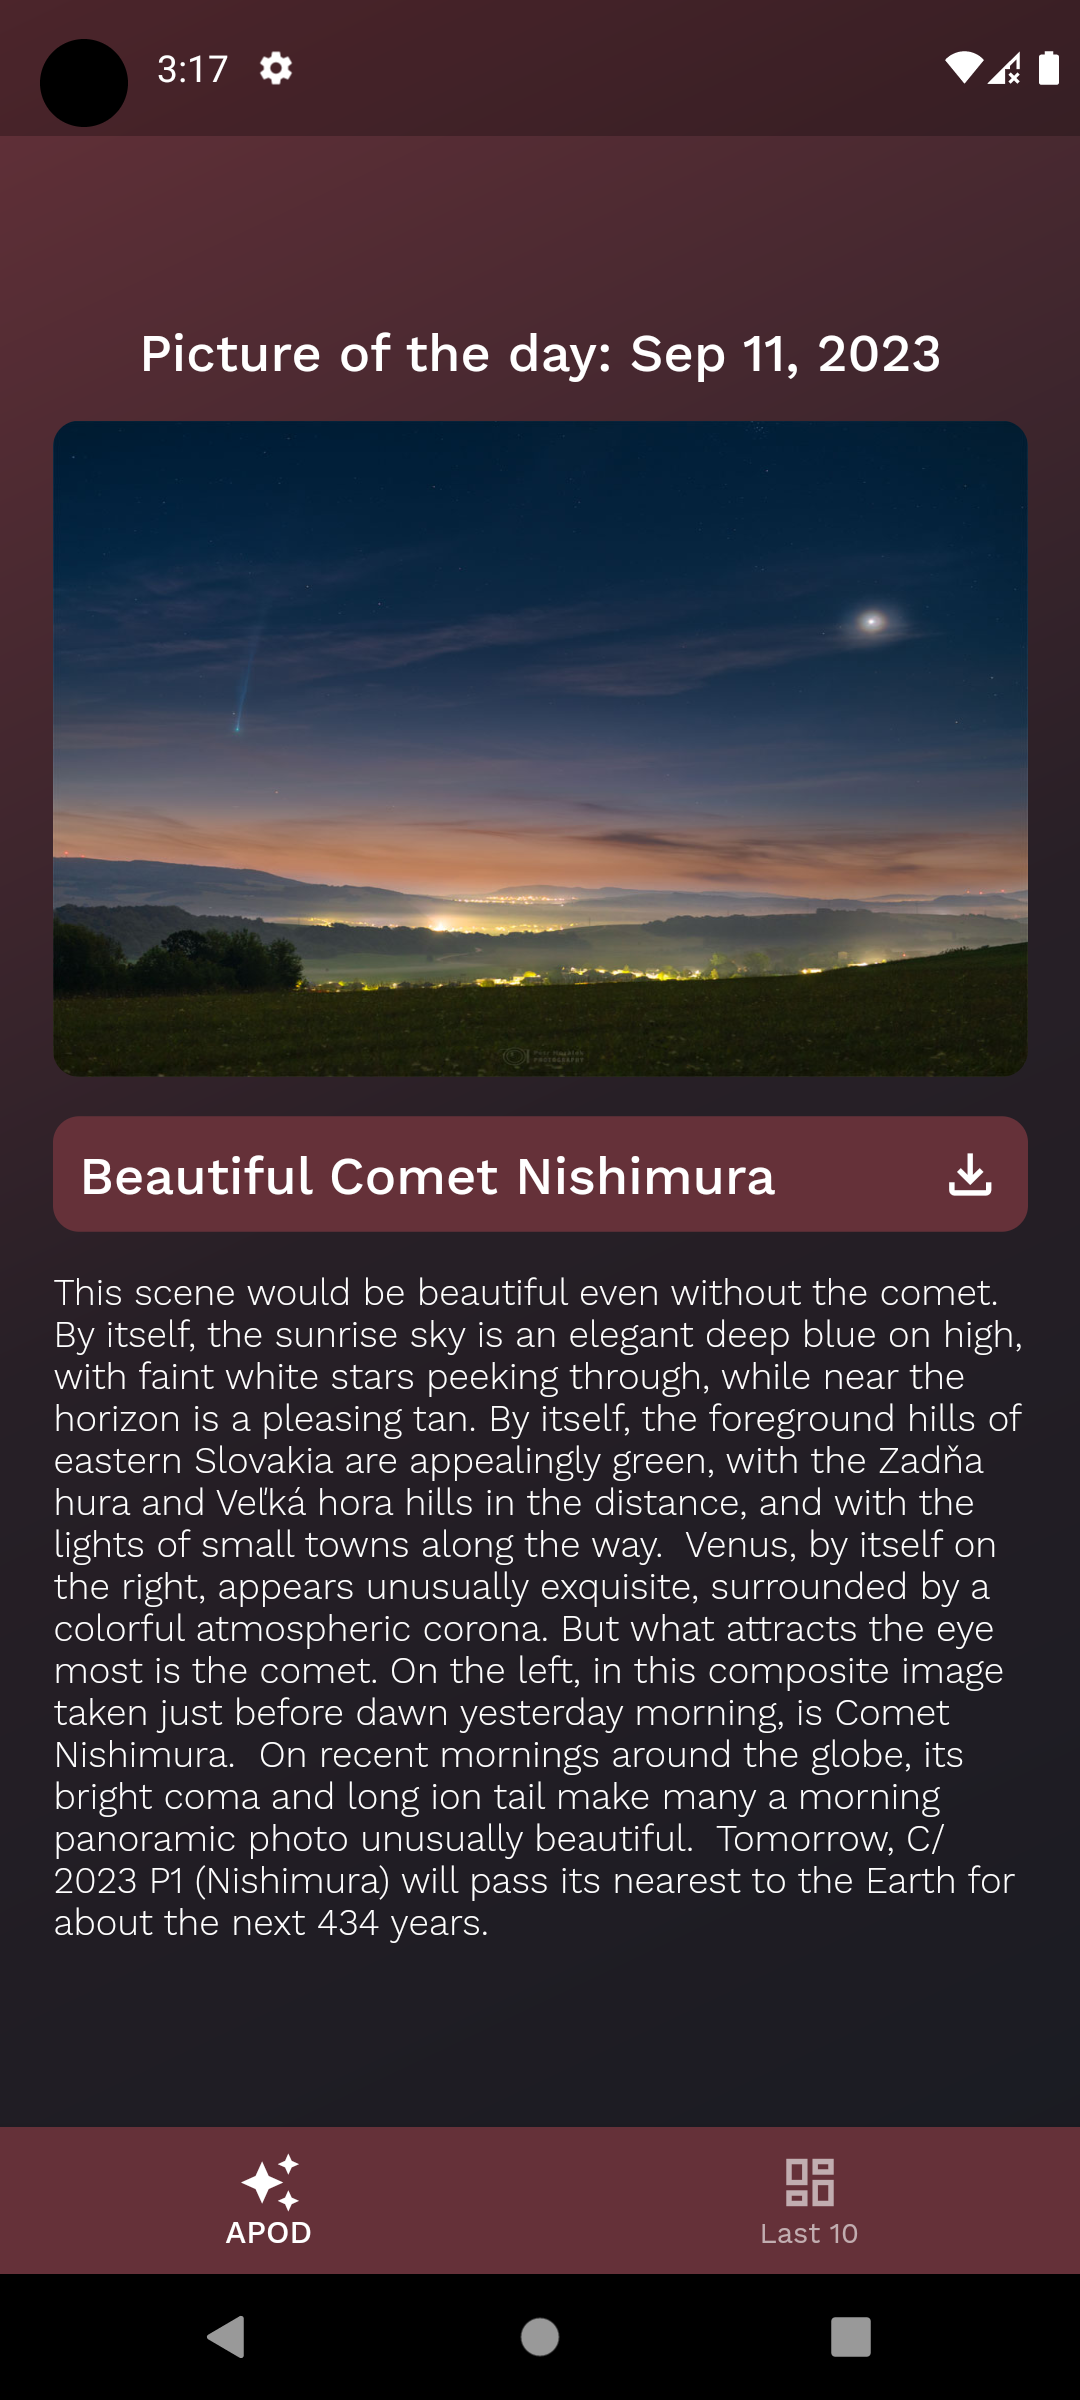 3:17
Picture of the day: Sep 11, 2023
Beautiful Comet Nishimura
This scene would be beautiful even without the comet.
By itself, the sunrise sky is an elegant deep blue on high,
with faint white stars peeking through, while near the
horizon is a pleasing tan. By itself, the foreground hills of
eastern Slovakia are appealingly green, with the Zadňa
hura and Veľká hora hills in the distance, and with the
lights of small towns along the way.  Venus, by itself on
the right, appears unusually exquisite, surrounded by a
colorful atmospheric corona. But what attracts the eye
most is the comet. On the left, in this composite image
taken just before dawn yesterday morning, is Comet
Nishimura.  On recent mornings around the globe, its
bright coma and long ion tail make many a morning
panoramic photo unusually beautiful.  Tomorrow, C/
2023 P1 (Nishimura) will pass its nearest to the Earth for
about the next 434 years.
APOD
Last 10